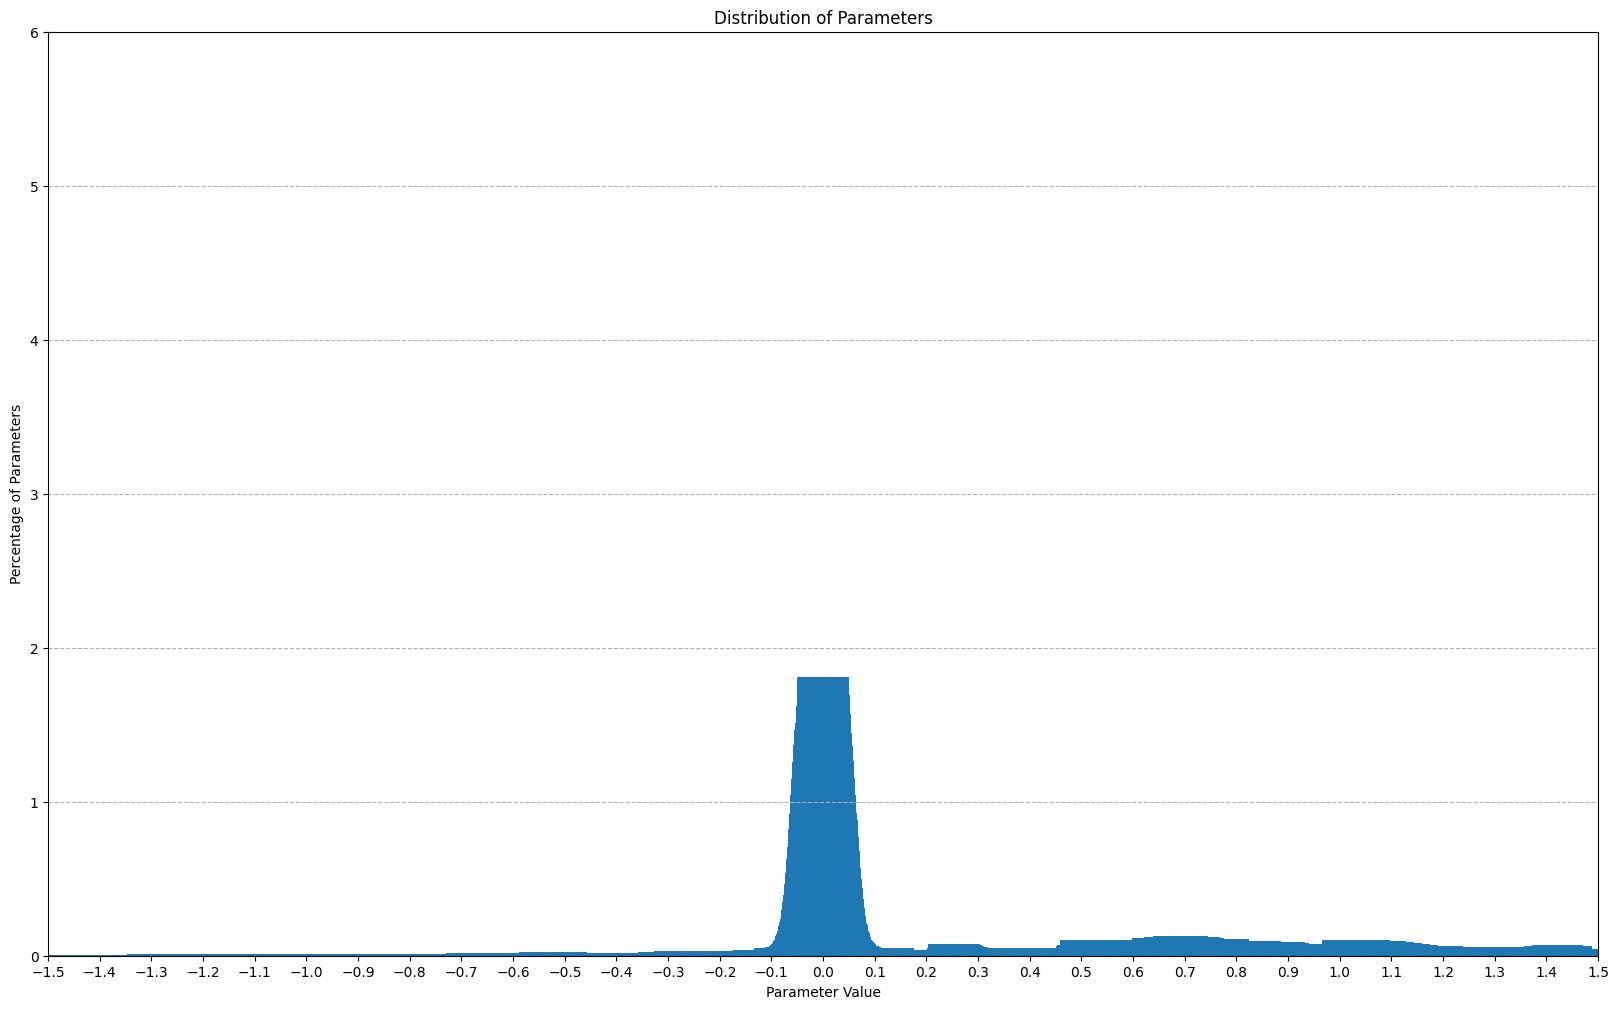 Distribution of Parameters
6
5
4
3
2
1
0
Percentage of Parameters
−1.5 −1.4 −1.3 −1.2 −1.1 −1.0 −0.9 −0.8 −0.7 −0.6 −0.5 −0.4 −0.3 −0.2 −0.1 0.0 0.1 0.2 0.3 0.4 0.5 0.6 0.7 0.8 0.9 1.0 1.1 1.2 1.3 1.4 1.5
Parameter Value